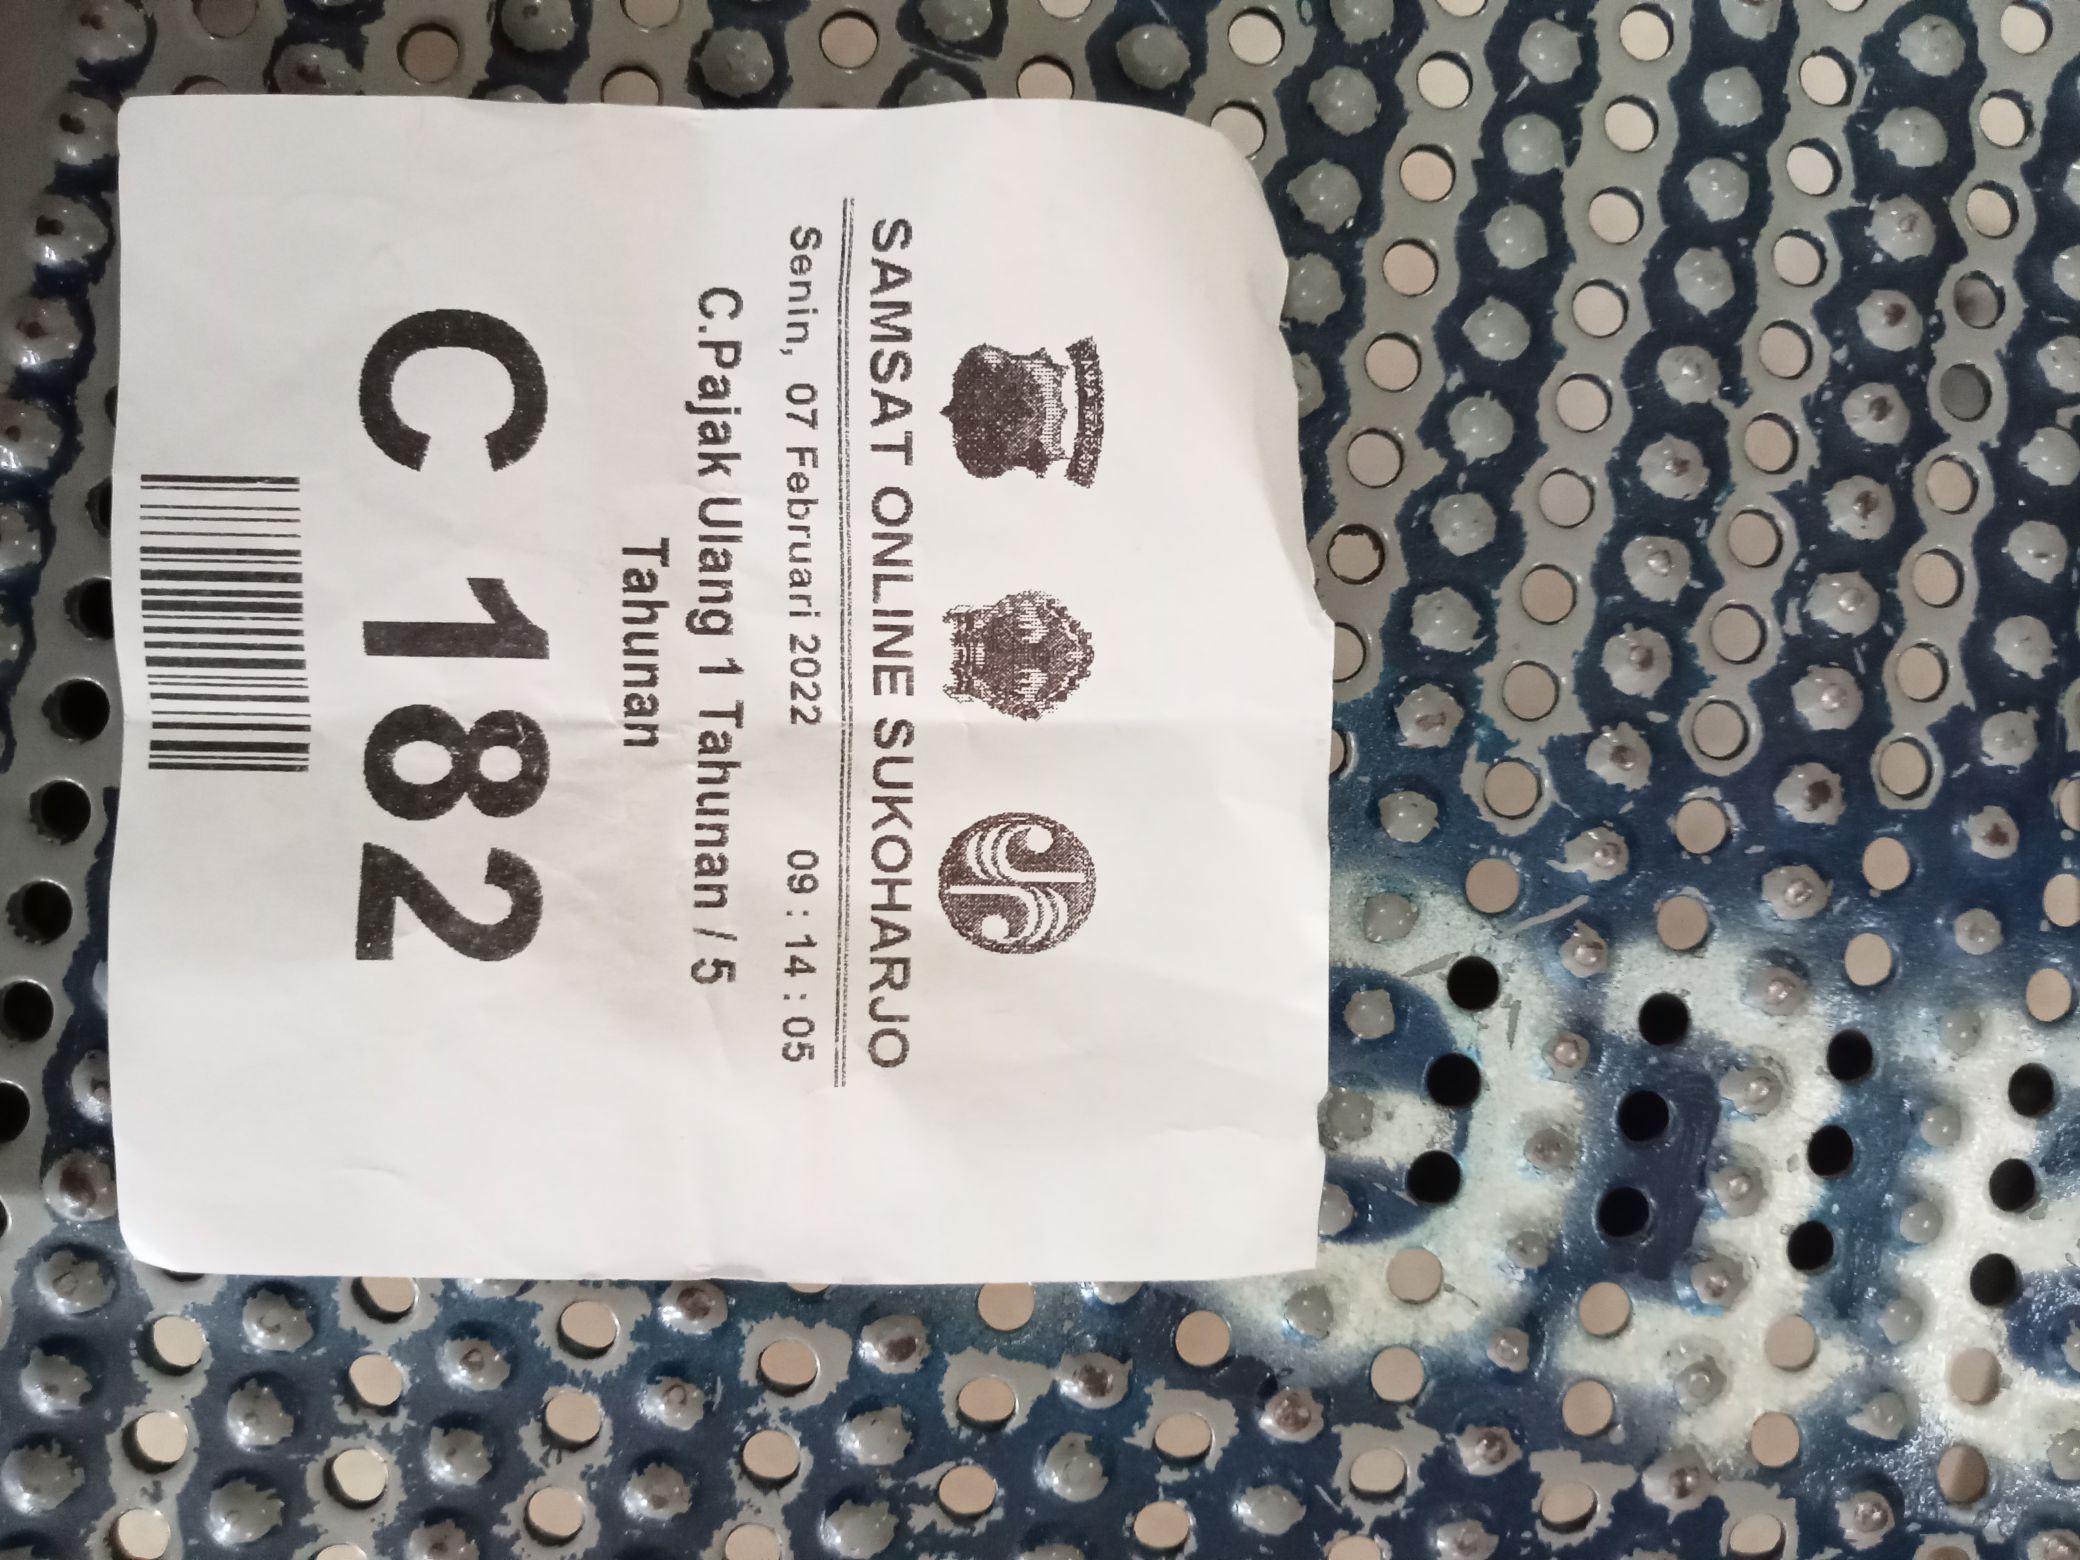 SAMSAT ONLINE SUKOHARJO
Senin, 07 Februari 2022 09 : 14 : 05
C.Pajak Ulang 1 Tahunan / 5
Tahunan
C 182